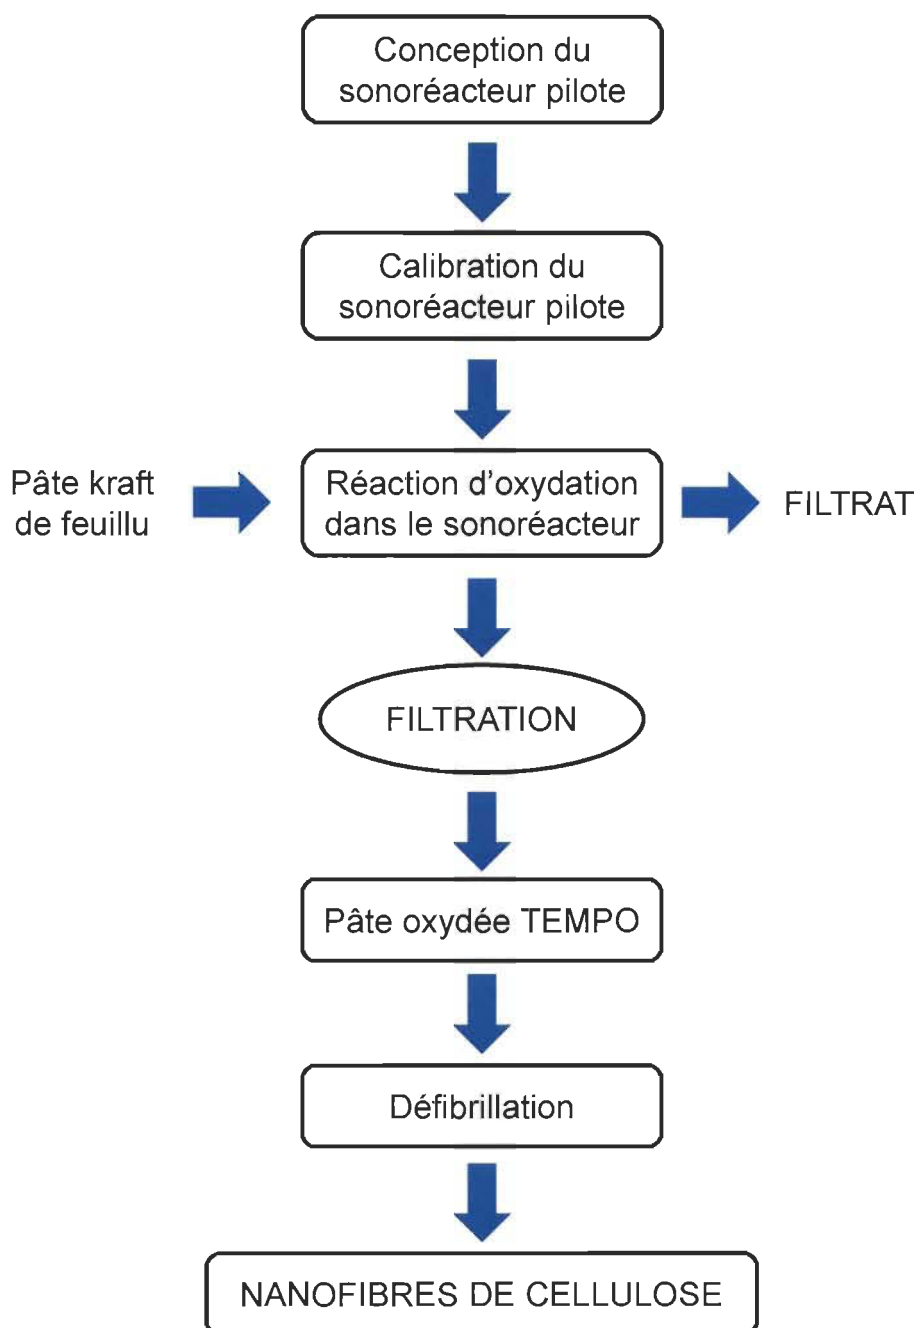 Conception du
sonoréacteur pilote
Calibration du
sonoréacteur pilote
Pâte kraft
de feuillu
Réaction d'oxydation
dans le sonoréacteur
FILTRAT
FILTRATION
Pâte oxydée TEMPO
Défibrillation
NANOFIBRES DE CELLULOSE